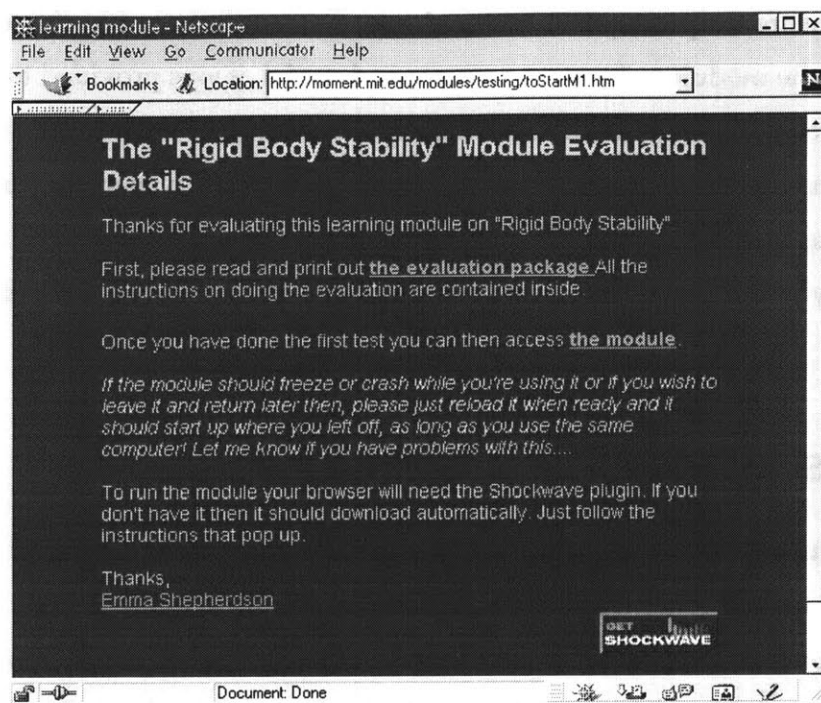 learning module - Netscape
File Edit View Go Communicator Help
Bookmarks Location: http://moment.mit.edu/modules/testing/toStartM1.htm N
The "Rigid Body Stability" Module Evaluation
Details
Thanks for evaluating this learning module on "Rigid Body Stability"
First, please read and print out the evaluation package All the
instructions on doing the evaluation are contained inside.
Once you have done the first test you can then access the module.
If the module should freeze or crash while you're using it or if you wish to
leave it and return later then, please just reload it when ready and it
should start up where you left off, as long as you use the same
computer! Let me know if you have problems with this....
To run the module your browser will need the Shockwave plugin. If you
don't have it then it should download automatically. Just follow the
instructions that pop up.
Thanks,
Emma Shepherdson
GET
SHOCKWAVE
Document: Done